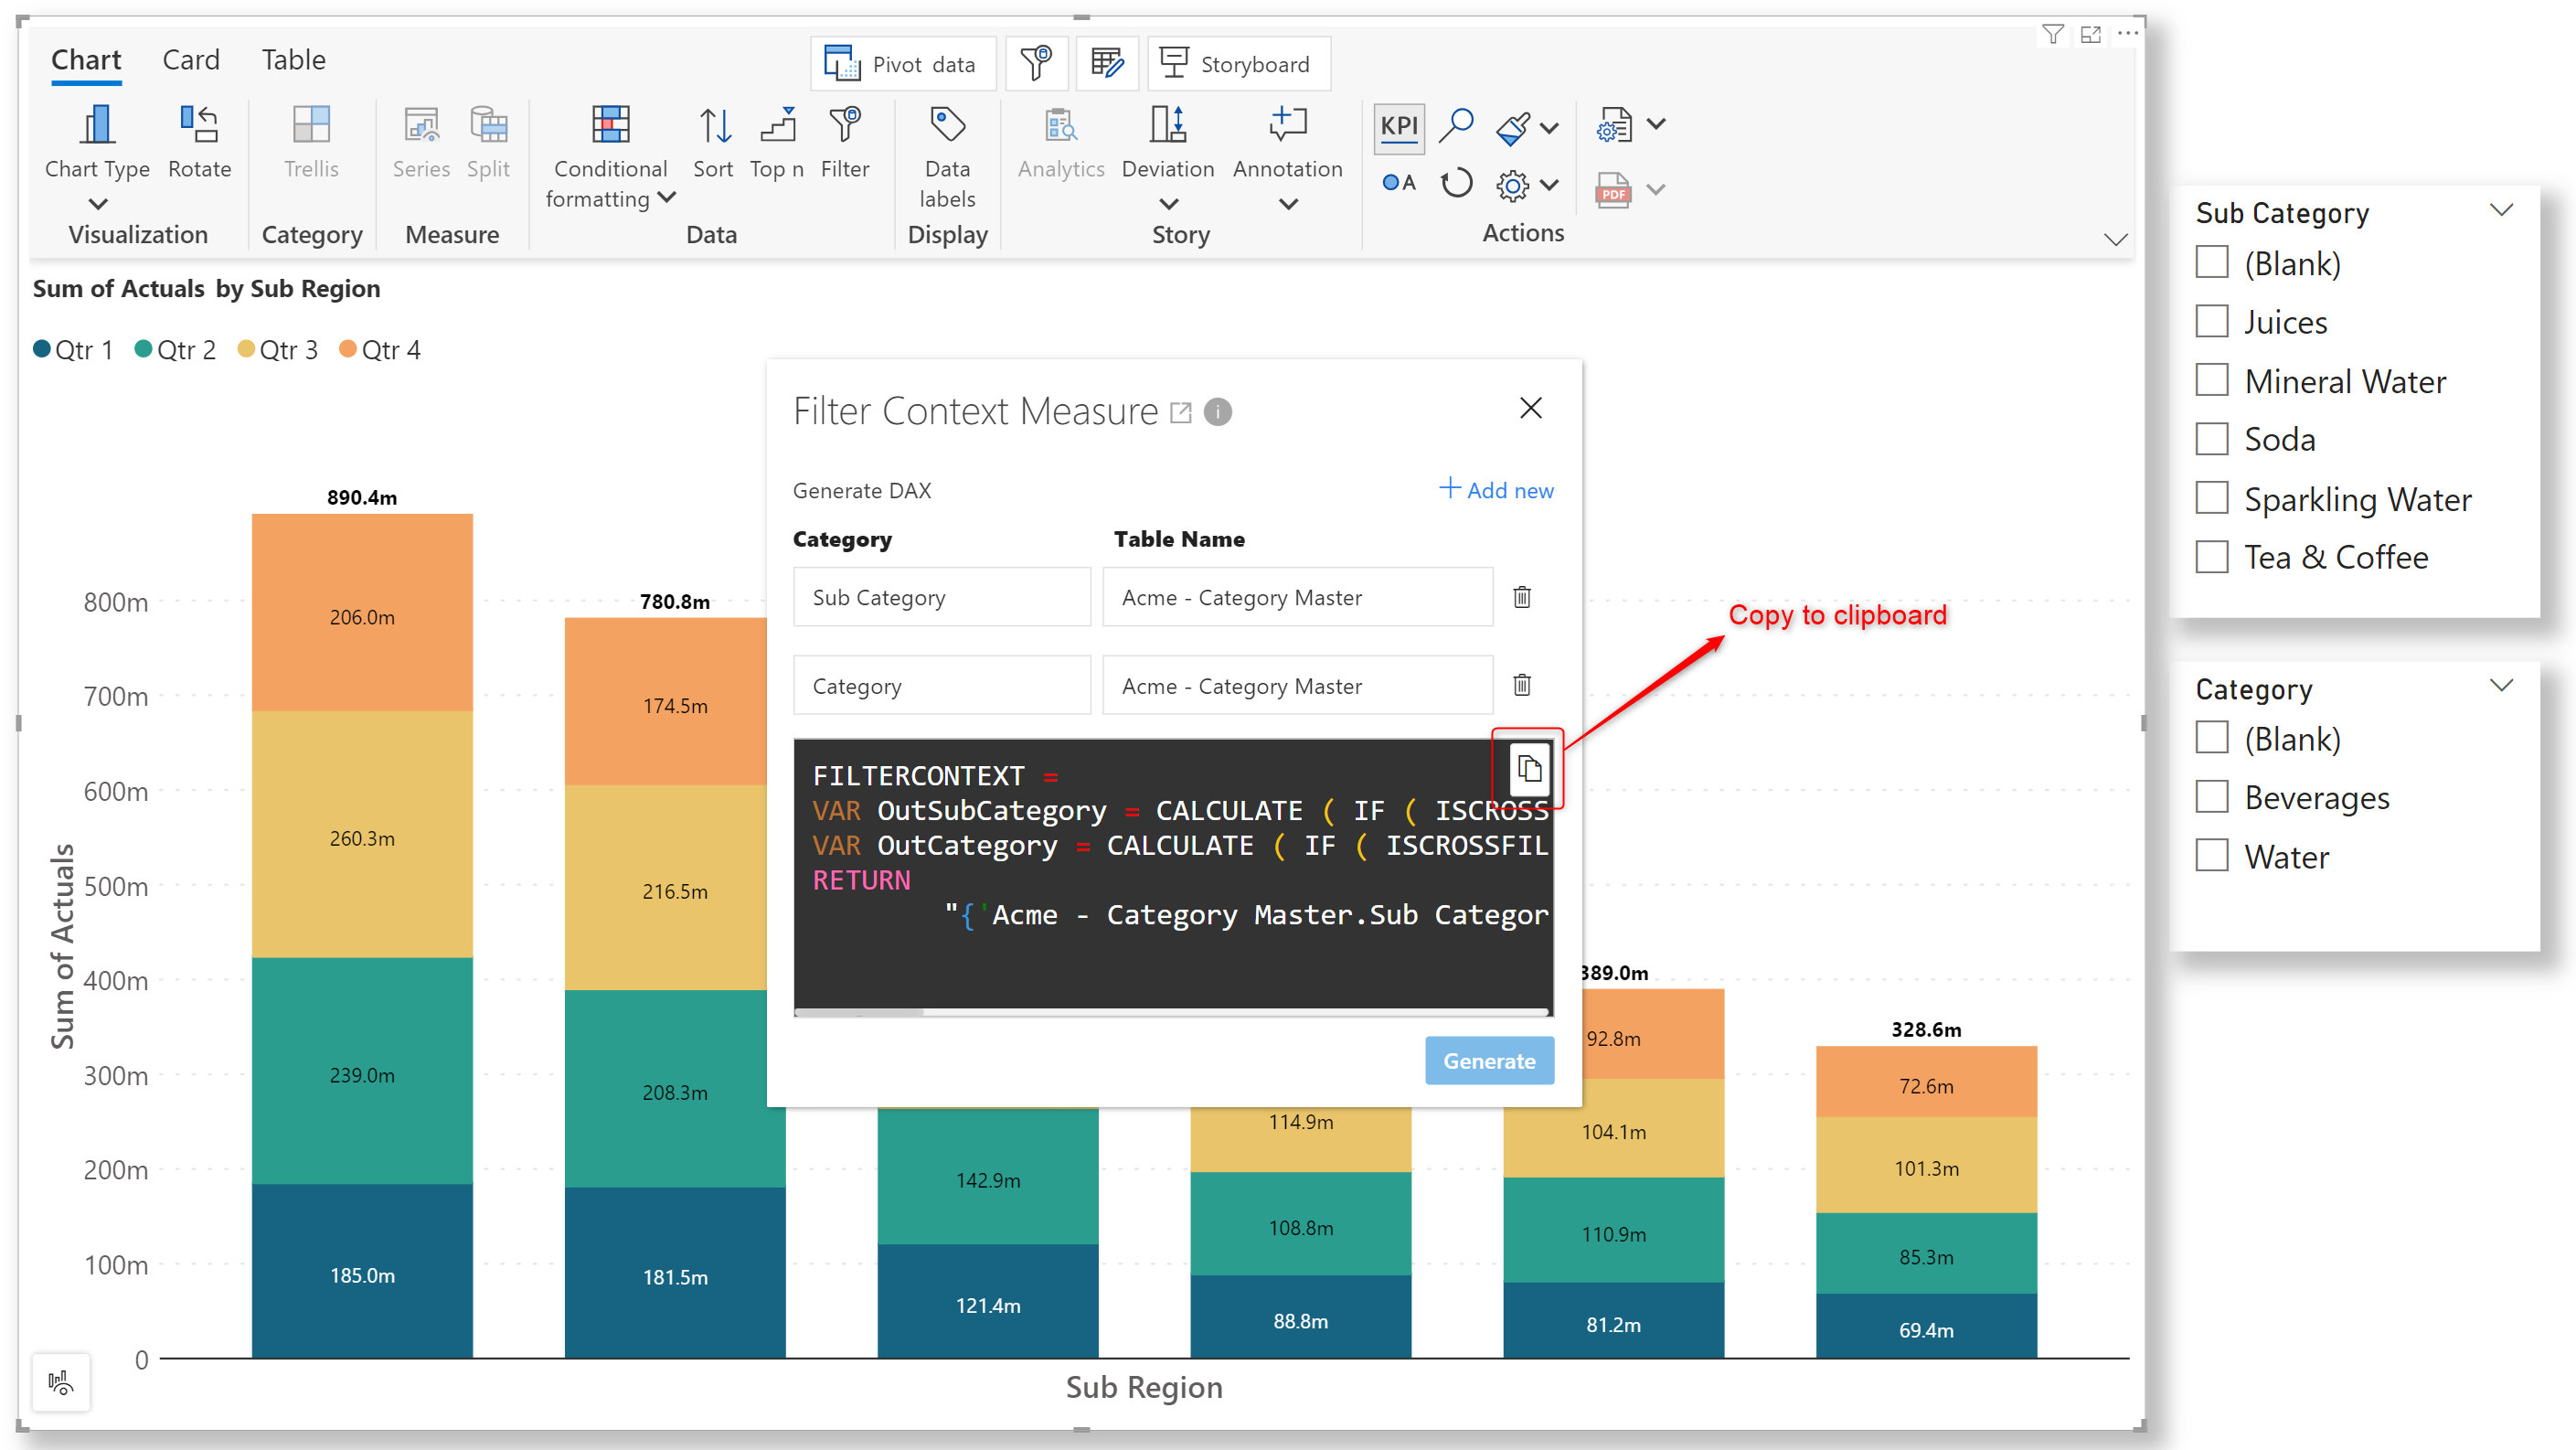 Chart Card Table
Pivot data Storyboard
Chart Type Rotate Trellis Series Split Conditional formatting Sort Top n Filter Data labels Analytics Deviation Annotation KPI
A PDF
Visualization Category Measure Data Display Story Actions
Sum of Actuals by Sub Region
Qtr 1 Qtr 2 Qtr 3 Qtr 4
Sum of Actuals
800m
700m
600m
500m
400m
300m
200m
100m
0
890.4m
206.0m
260.3m
239.0m
185.0m
780.8m
174.5m
216.5m
208.3m
181.5m
142.9m
121.4m
114.9m
108.8m
88.8m
389.0m
92.8m
104.1m
110.9m
81.2m
328.6m
72.6m
101.3m
85.3m
69.4m
Sub Region
Filter Context Measure
Generate DAX
+ Add new
Category Table Name
Sub Category Acme - Category Master
Category Acme - Category Master
FILTERCONTEXT =
VAR OutSubCategory = CALCULATE ( IF ( ISCROSS
VAR OutCategory = CALCULATE ( IF ( ISCROSSFIL
RETURN
"{'Acme - Category Master.Sub Categor
Generate
Copy to clipboard
Sub Category
(Blank)
Juices
Mineral Water
Soda
Sparkling Water
Tea & Coffee
Category
(Blank)
Beverages
Water